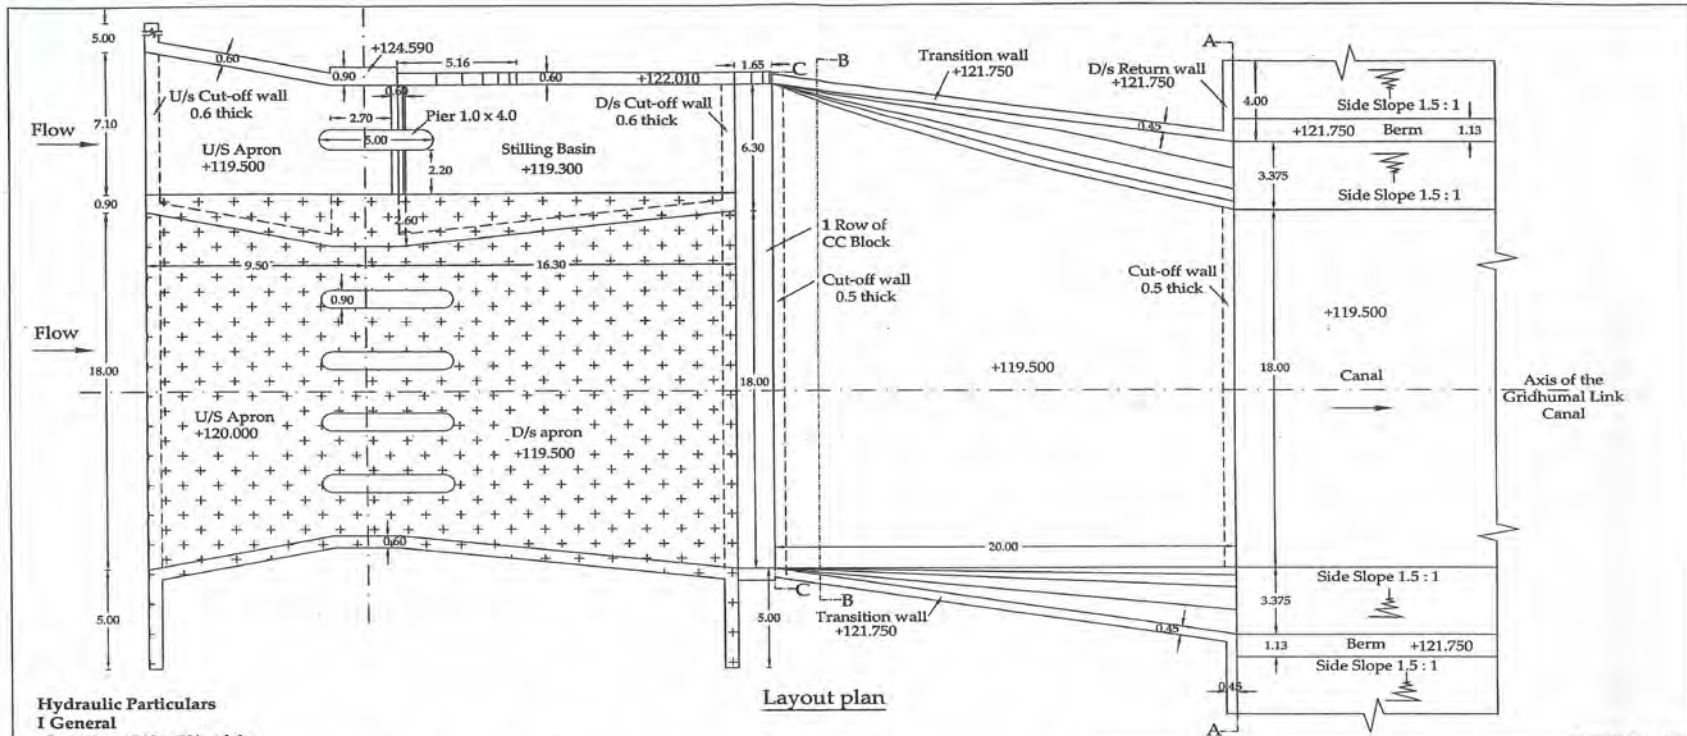 5.00
0.60
+124.590
0.90
5.16
0.60
+122.010
1.65
C
B
Transition wall
+121.750
D/s Return wall
+121.750
A
4.00
Side Slope 1.5 : 1
+121.750 Berm 1.13
U/s Cut-off wall
0.6 thick
Flow
7.10
0.60
2.70
Pier 1.0 x 4.0
5.00
D/s Cut-off wall
0.6 thick
U/S Apron
+119.500
Stilling Basin
+119.300
2.20
6.30
0.45
3.375
Side Slope 1.5 : 1
0.90
2.60
1 Row of
CC Block
9.50
16.30
Cut-off wall
0.5 thick
Cut-off wall
0.5 thick
0.90
+119.500
Flow
18.00
18.00
+119.500
18.00
Canal
Axis of the
Gridhumal Link
Canal
U/S Apron
+120.000
D/s apron
+119.500
0.60
20.00
5.00
C
B
5.00
Transition wall
+121.750
0.45
Side Slope 1.5 : 1
3.375
1.13 Berm +121.750
Side Slope 1.5 : 1
0.45
A
Layout plan
Hydraulic Particulars
I General